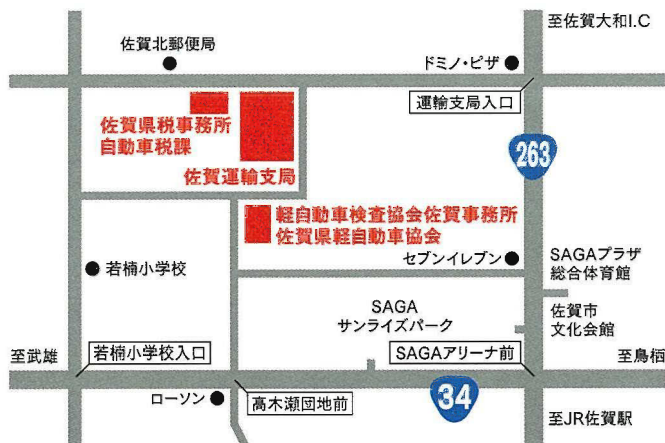 至佐賀大和I.C
佐賀北郵便局
ドミノ・ピザ
運輸支局入口
佐賀県税事務所
自動車税課
佐賀運輸支局
263
軽自動車検査協会佐賀事務所
佐賀県軽自動車協会
セブンイレブン
SAGAプラザ
総合体育館
若楠小学校
SAGA
サンライズパーク
佐賀市
文化会館
至武雄
若楠小学校入口
SAGAアリーナ前
至鳥栖
ローソン
高木瀬団地前
34
至JR佐賀駅